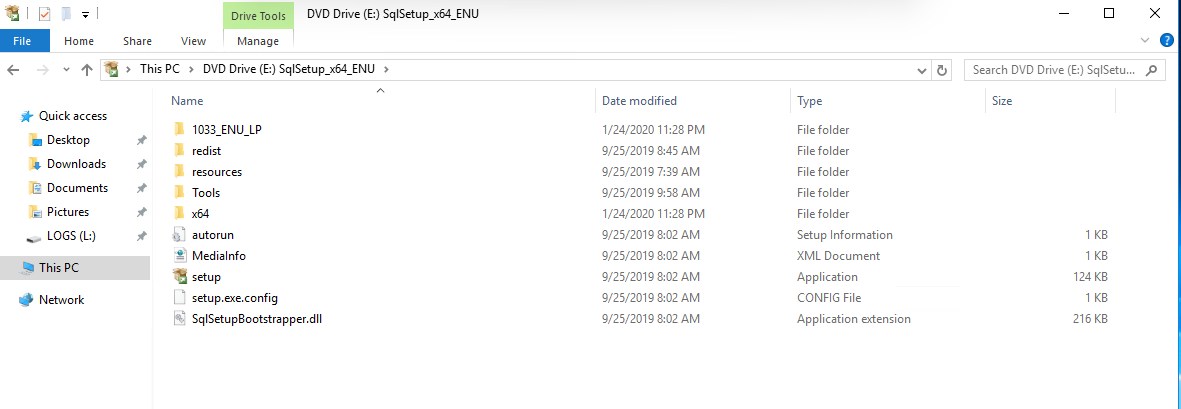 Drive Tools DVD Drive (E:) SqlSetup_x64_ENU
File Home Share View Manage
This PC DVD Drive (E:) SqlSetup_x64_ENU Search DVD Drive (E:) SqlSetu...
Name Date modified Type Size
Quick access
Desktop
Downloads
Documents
Pictures
LOGS (L:)
This PC
Network
1033_ENU_LP 1/24/2020 11:28 PM File folder
redist 9/25/2019 8:45 AM File folder
resources 9/25/2019 7:39 AM File folder
Tools 9/25/2019 9:58 AM File folder
x64 1/24/2020 11:28 PM File folder
autorun 9/25/2019 8:02 AM Setup Information 1 KB
MediaInfo 9/25/2019 8:02 AM XML Document 1 KB
setup 9/25/2019 8:02 AM Application 124 KB
setup.exe.config 9/25/2019 8:02 AM CONFIG File 1 KB
SqlSetupBootstrapper.dll 9/25/2019 8:02 AM Application extension 216 KB